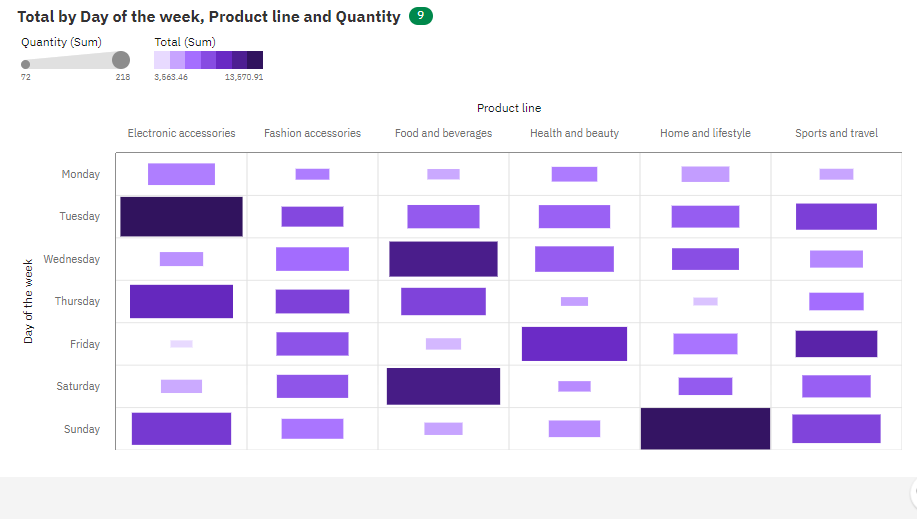 Total by Day of the week, Product line and Quantity 9
Quantity (Sum) Total (Sum)
72 218 3,563.46 13,570.91
Product line
Electronic accessories Fashion accessories Food and beverages Health and beauty Home and lifestyle Sports and travel
Day of the week
Monday
Tuesday
Wednesday
Thursday
Friday
Saturday
Sunday